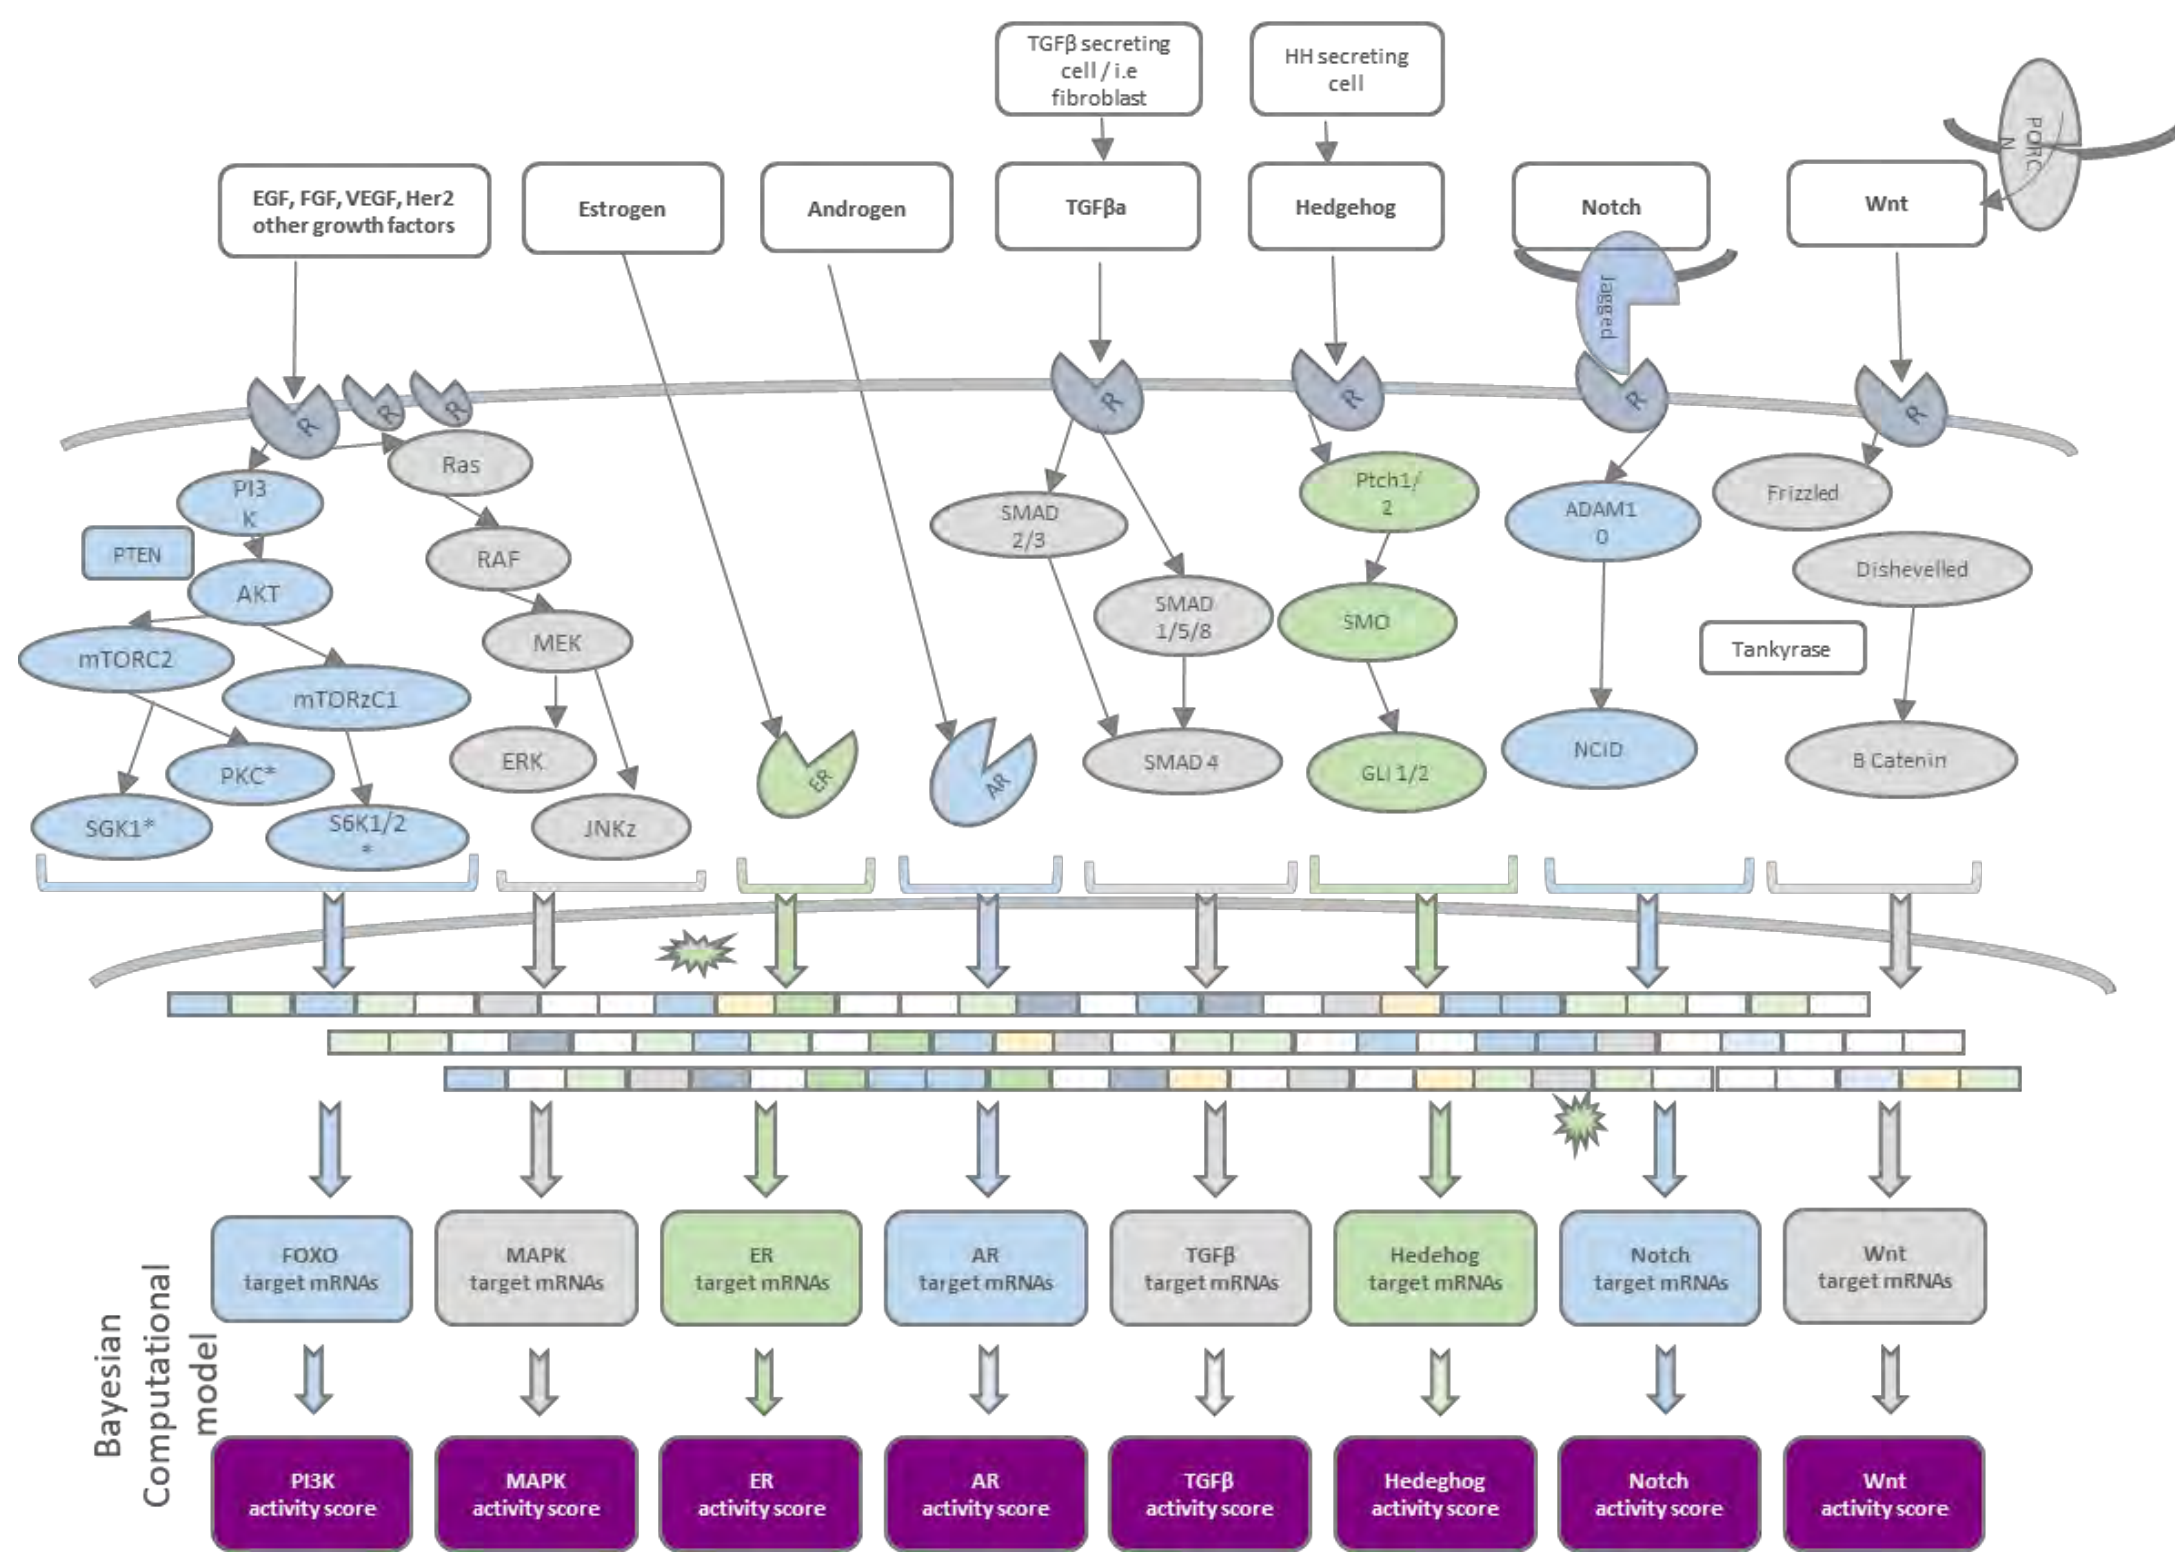 TGFβ secreting
cell / i.e
fibroblast
HH secreting
cell
PORC
N
EGF, FGF, VEGF, Her2
other growth factors
Estrogen
Androgen
TGFβa
Hedgehog
Notch
Wnt
Jagged
R
R
R
R
R
R
R
PI3
K
Ras
PTEN
AKT
RAF
mTORC2
MEK
mTORzC1
PKC*
ERK
SGK1*
S6K1/2
*
JNKz
ER
AR
SMAD
2/3
SMAD
1/5/8
SMAD 4
Ptch1/
2
SMO
GLI 1/2
ADAM1
0
NCID
Frizzled
Dishevelled
Tankyrase
B Catenin
FOXO
target mRNAs
MAPK
target mRNAs
ER
target mRNAs
AR
target mRNAs
TGFβ
target mRNAs
Hedehog
target mRNAs
Notch
target mRNAs
Wnt
target mRNAs
Bayesian
Computational
model
PI3K
activity score
MAPK
activity score
ER
activity score
AR
activity score
TGFβ
activity score
Hedeghog
activity score
Notch
activity score
Wnt
activity score